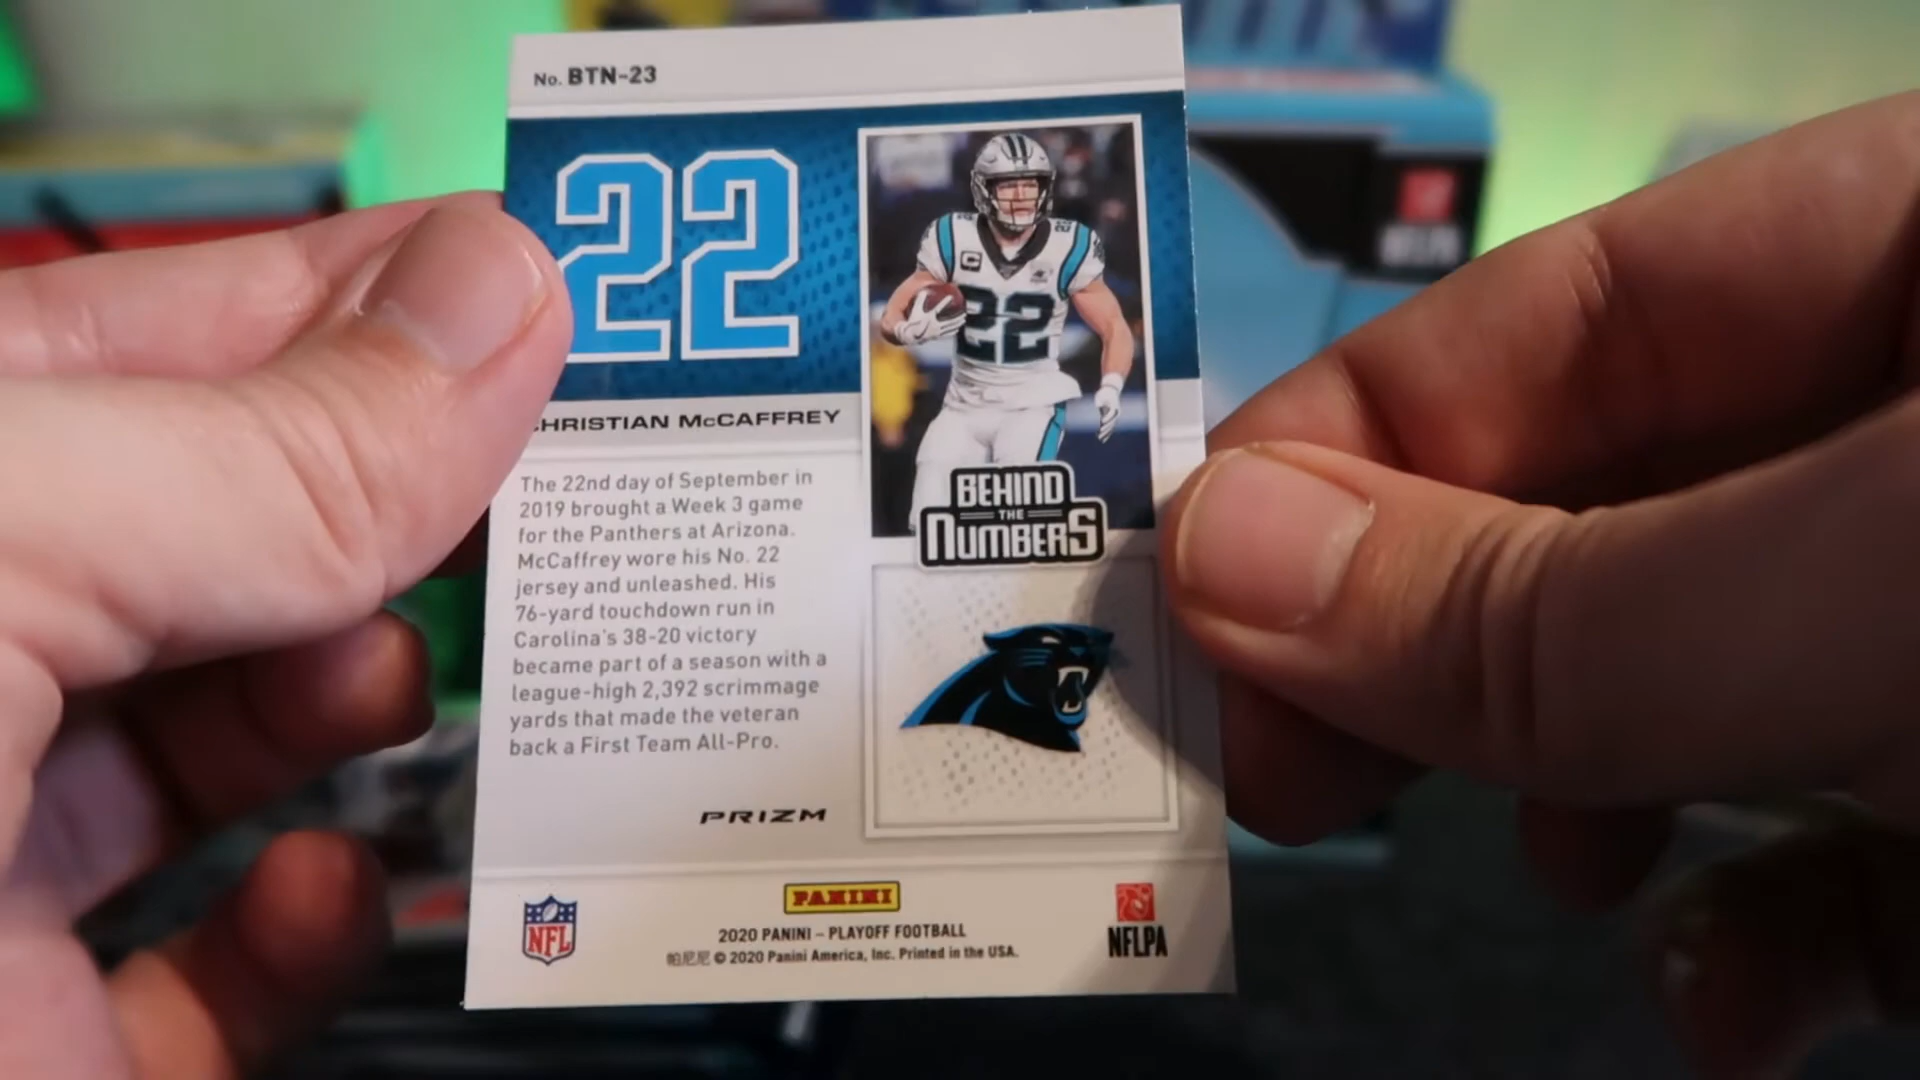 No. BTN-23
22
22
CHRISTIAN McCAFFREY
BEHIND
THE
NUMBERS
The 22nd day of September in
2019 brought a Week 3 game
for the Panthers at Arizona.
McCaffrey wore his No. 22
jersey and unleashed. His
76-yard touchdown run in
Carolina's 38-20 victory
became part of a season with a
league-high 2,392 scrimmage
yards that made the veteran
back a First Team All-Pro.
PRIZM
NFL
PANINI
2020 PANINI – PLAYOFF FOOTBALL
帕尼尼 © 2020 Panini America, Inc. Printed in the USA.
NFLPA
NFLPA